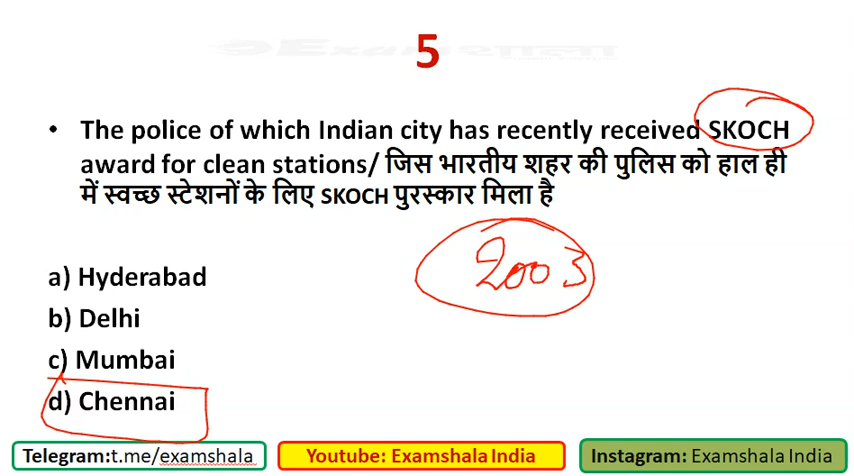 5
• The police of which Indian city has recently received SKOCH
award for clean stations/ जिस भारतीय शहर की पुलिस को हाल ही
में स्वच्छ स्टेशनों के लिए SKOCH पुरस्कार मिला है
2003
a) Hyderabad
b) Delhi
c) Mumbai
d) Chennai
Telegram:t.me/examshala
Youtube: Examshala India
Instagram: Examshala India